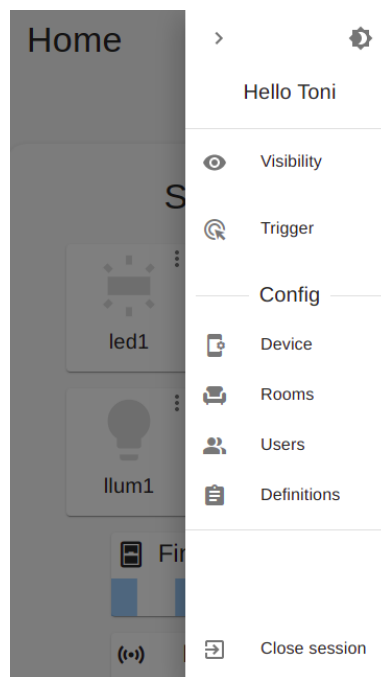 Home
Hello Toni
Visibility
Trigger
Config
Device
Rooms
Users
Definitions
Close session
led1
llum1